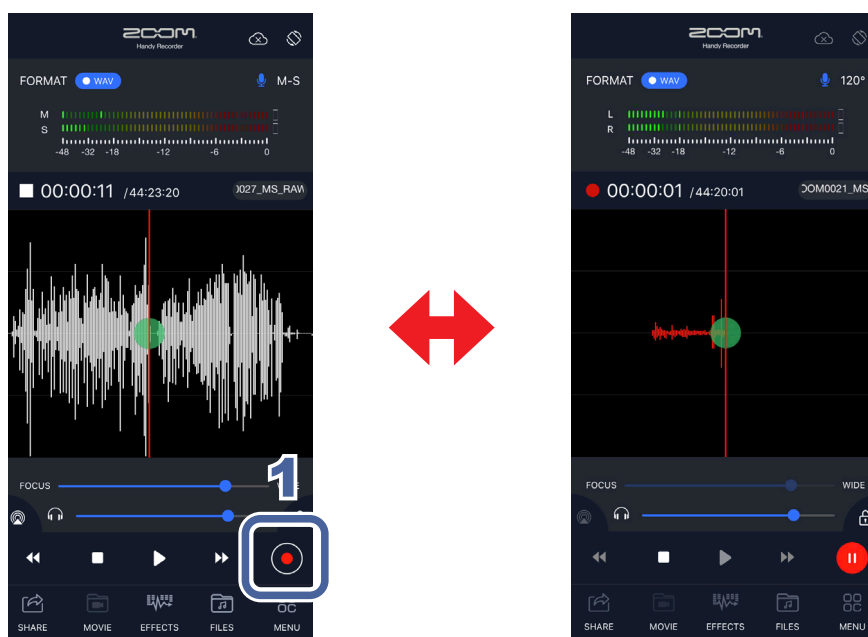 ZOOM
Handy Recorder
FORMAT WAV M-S
M
S
-48 -32 -18 -12 -6 0
00:00:11 /44:23:20 0027_MS_RAW
FOCUS
1
SHARE MOVIE EFFECTS FILES MENU
ZOOM
Handy Recorder
FORMAT WAV 120°
L
R
-48 -32 -18 -12 -6 0
00:00:01 /44:20:01 OOM0021_MS
FOCUS WIDE
SHARE MOVIE EFFECTS FILES MENU